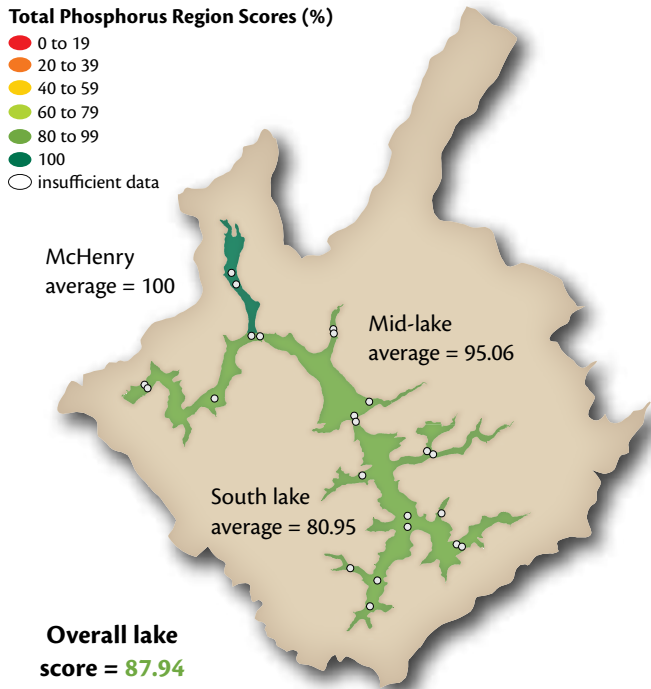 Total Phosphorus Region Scores (%)
0 to 19
20 to 39
40 to 59
60 to 79
80 to 99
100
insufficient data
McHenry
average = 100
Mid-lake
average = 95.06
South lake
average = 80.95
Overall lake
score = 87.94